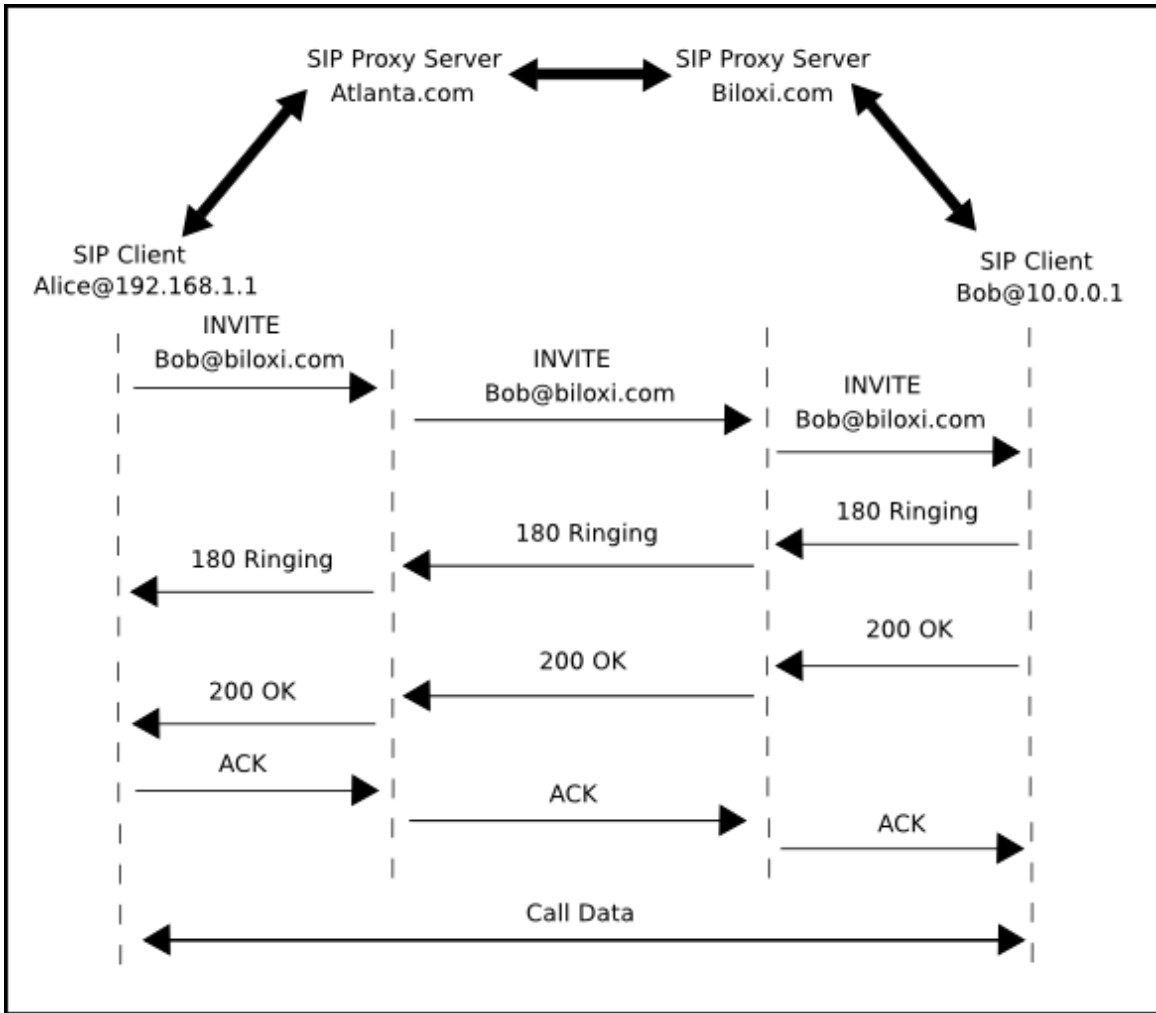 SIP Proxy Server
Atlanta.com
SIP Proxy Server
Biloxi.com
SIP Client
Alice@192.168.1.1
SIP Client
Bob@10.0.0.1
INVITE
Bob@biloxi.com
INVITE
Bob@biloxi.com
INVITE
Bob@biloxi.com
180 Ringing
180 Ringing
180 Ringing
200 OK
200 OK
200 OK
ACK
ACK
ACK
Call Data